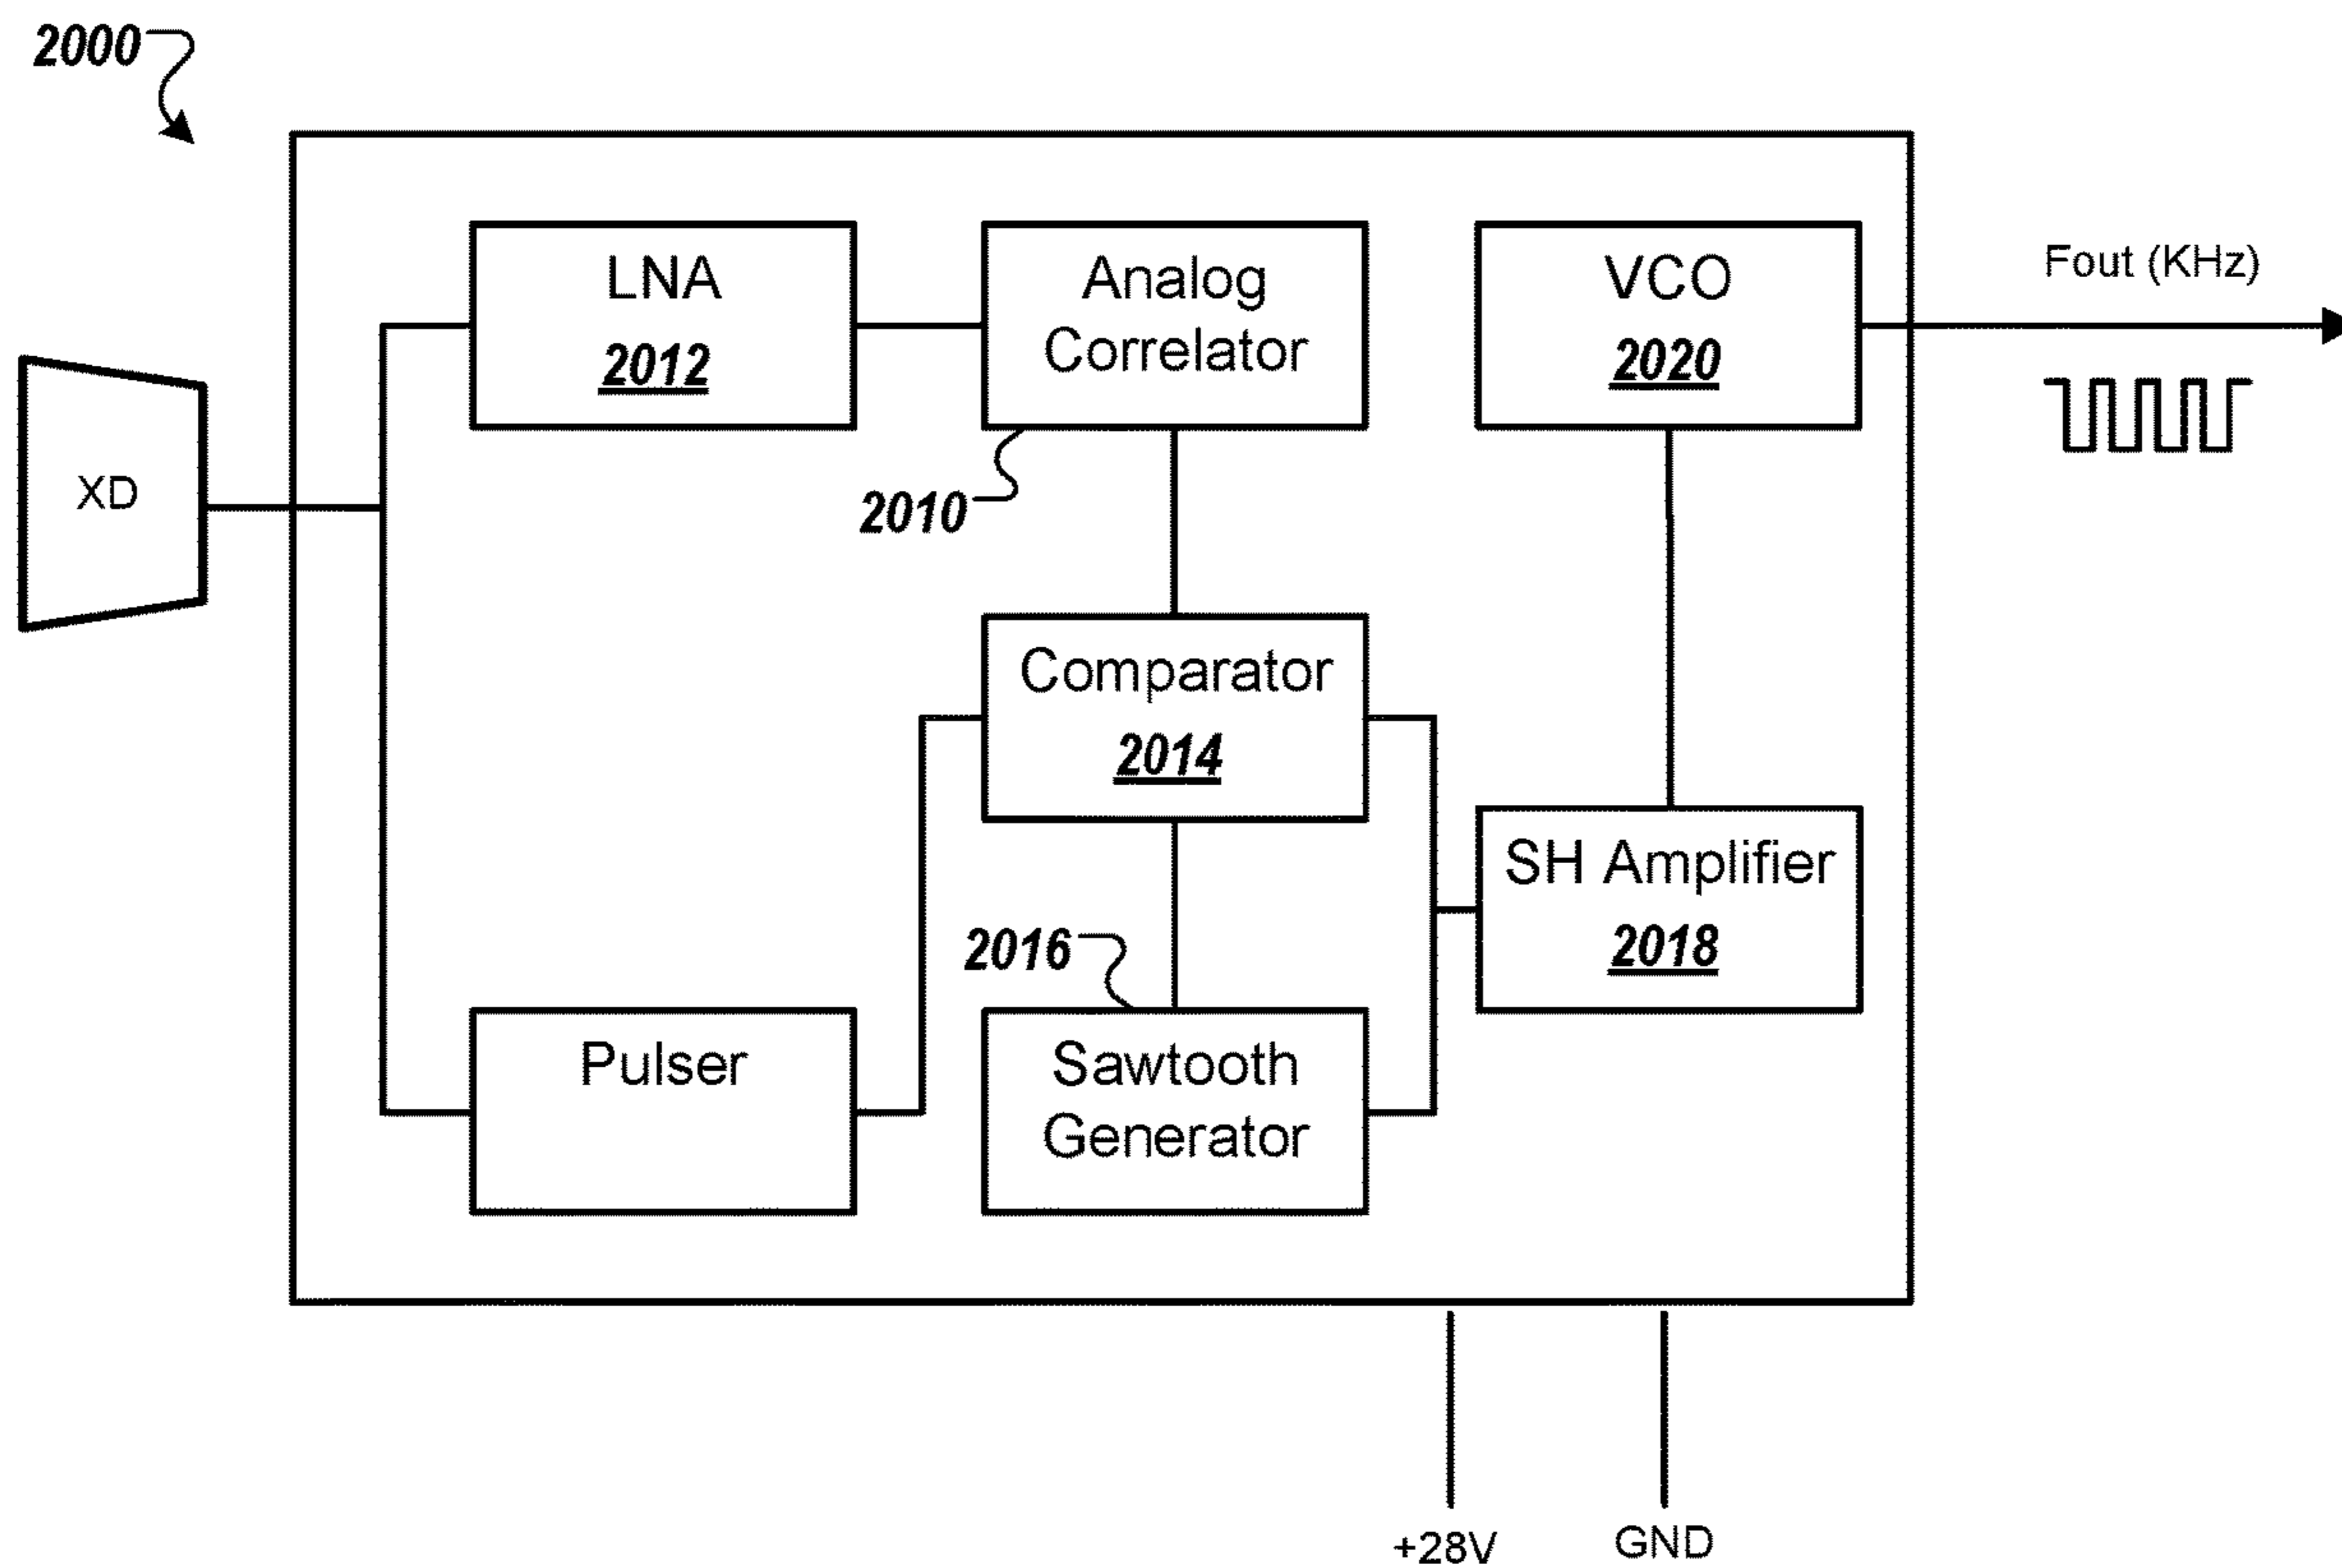 2000
LNA
2012
Analog
Correlator
VCO
2020
Fout (KHz)
XD
2010
Comparator
2014
SH Amplifier
2018
2016
Pulser
Sawtooth
Generator
+28V
GND